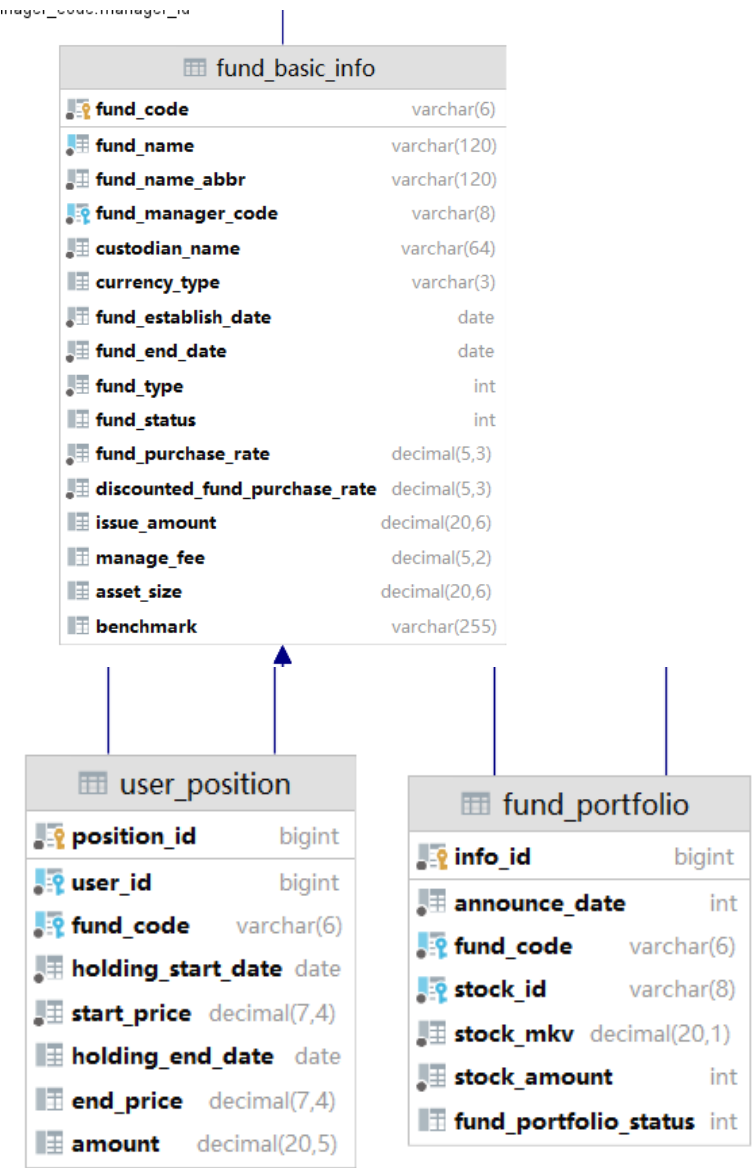 fund_basic_info
fund_code varchar(6)
fund_name varchar(120)
fund_name_abbr varchar(120)
fund_manager_code varchar(8)
custodian_name varchar(64)
currency_type varchar(3)
fund_establish_date date
fund_end_date date
fund_type int
fund_status int
fund_purchase_rate decimal(5,3)
discounted_fund_purchase_rate decimal(5,3)
issue_amount decimal(20,6)
manage_fee decimal(5,2)
asset_size decimal(20,6)
benchmark varchar(255)
user_position
position_id bigint
user_id bigint
fund_code varchar(6)
holding_start_date date
start_price decimal(7,4)
holding_end_date date
end_price decimal(7,4)
amount decimal(20,5)
fund_portfolio
info_id bigint
announce_date int
fund_code varchar(6)
stock_id varchar(8)
stock_mkv decimal(20,1)
stock_amount int
fund_portfolio_status int